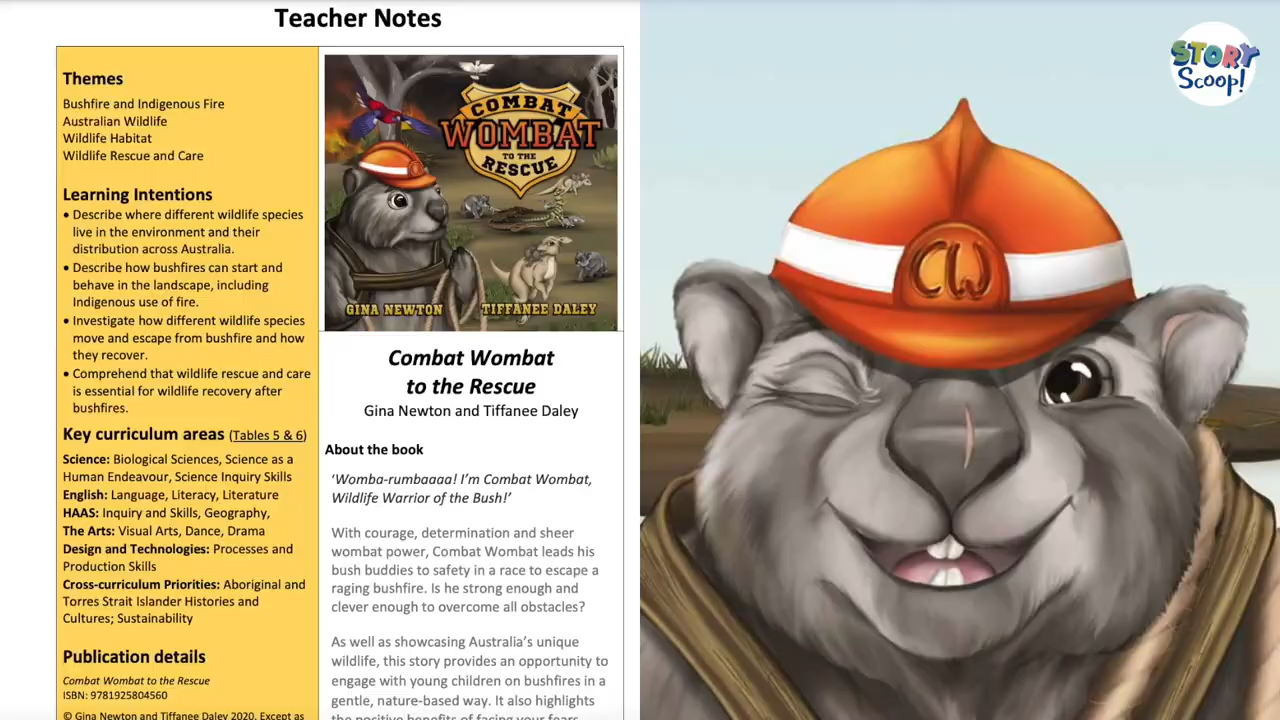 Teacher Notes
Themes
Bushfire and Indigenous Fire
Australian Wildlife
Wildlife Habitat
Wildlife Rescue and Care
Learning Intentions
• Describe where different wildlife species
live in the environment and their
distribution across Australia.
• Describe how bushfires can start and
behave in the landscape, including
Indigenous use of fire.
• Investigate how different wildlife species
move and escape from bushfire and how
they recover.
• Comprehend that wildlife rescue and care
is essential for wildlife recovery after
bushfires.
Key curriculum areas (Tables 5 & 6)
Science: Biological Sciences, Science as a
Human Endeavour, Science Inquiry Skills
English: Language, Literacy, Literature
HAAS: Inquiry and Skills, Geography,
The Arts: Visual Arts, Dance, Drama
Design and Technologies: Processes and
Production Skills
Cross-curriculum Priorities: Aboriginal and
Torres Strait Islander Histories and
Cultures; Sustainability
Publication details
Combat Wombat to the Rescue
ISBN: 9781925804560
© Gina Newton and Tiffanee Daley 2020. Except as
COMBAT
WOMBAT
TO THE
RESCUE
GINA NEWTON
TIFFANEE DALEY
Combat Wombat
to the Rescue
Gina Newton and Tiffanee Daley
About the book
‘Womba-rumbaaaa! I’m Combat Wombat,
Wildlife Warrior of the Bush!’
With courage, determination and sheer
wombat power, Combat Wombat leads his
bush buddies to safety in a race to escape a
raging bushfire. Is he strong enough and
clever enough to overcome all obstacles?
As well as showcasing Australia’s unique
wildlife, this story provides an opportunity to
engage with young children on bushfires in a
gentle, nature-based way. It also highlights
the positive benefits of facing your fears
STORY
Scoop!
CW